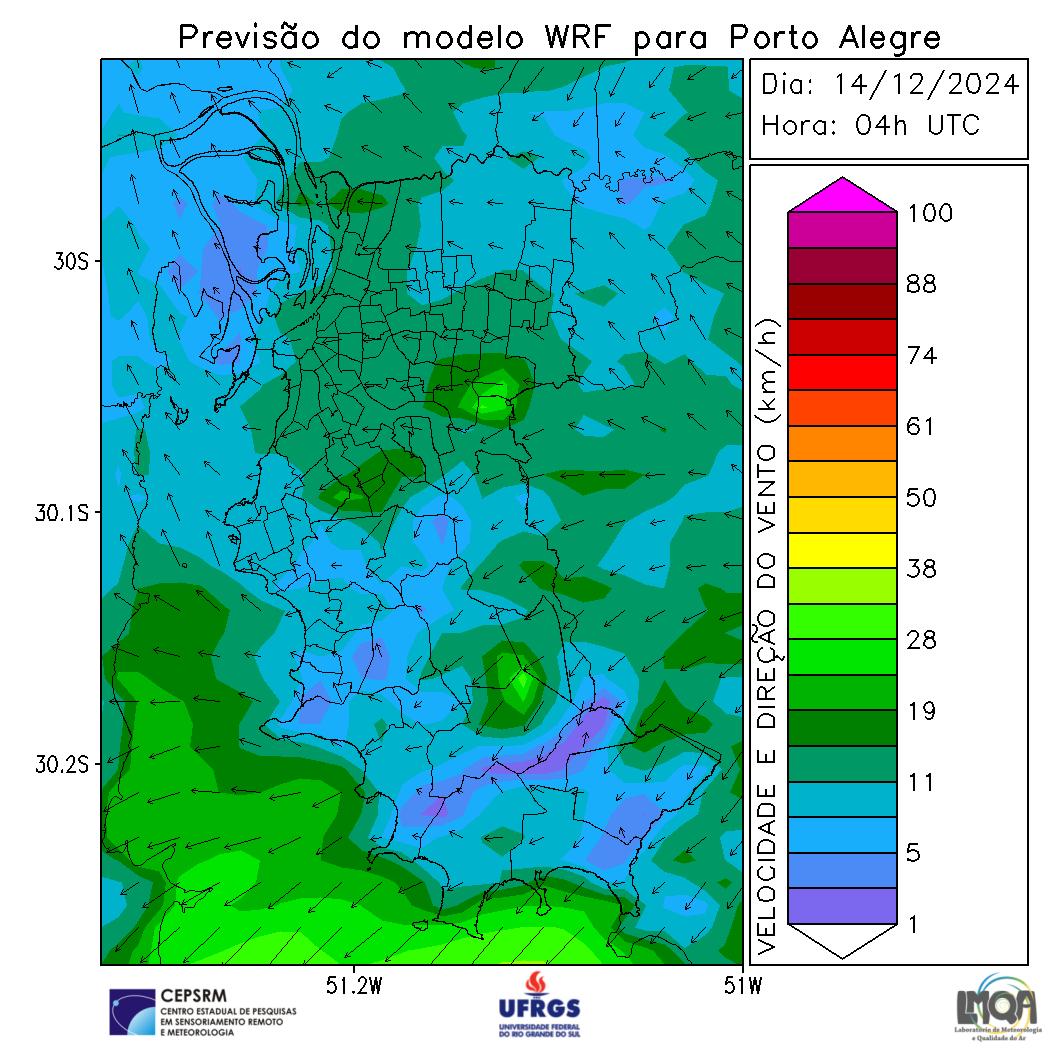 Previsão do modelo WRF para Porto Alegre
Dia: 14/12/2024
Hora: 04h UTC
30S
30.1S
30.2S
51.2W
51W
VELOCIDADE E DIREÇÃO DO VENTO (km/h)
100
88
74
61
50
38
28
19
11
5
1
CEPSRM
CENTRO ESTADUAL DE PESQUISAS
EM SENSORIAMENTO REMOTO
E METEOROLOGIA
UFRGS
UNIVERSIDADE FEDERAL
DO RIO GRANDE DO SUL
LMQA
Laboratório de Meteorologia
e Qualidade do Ar